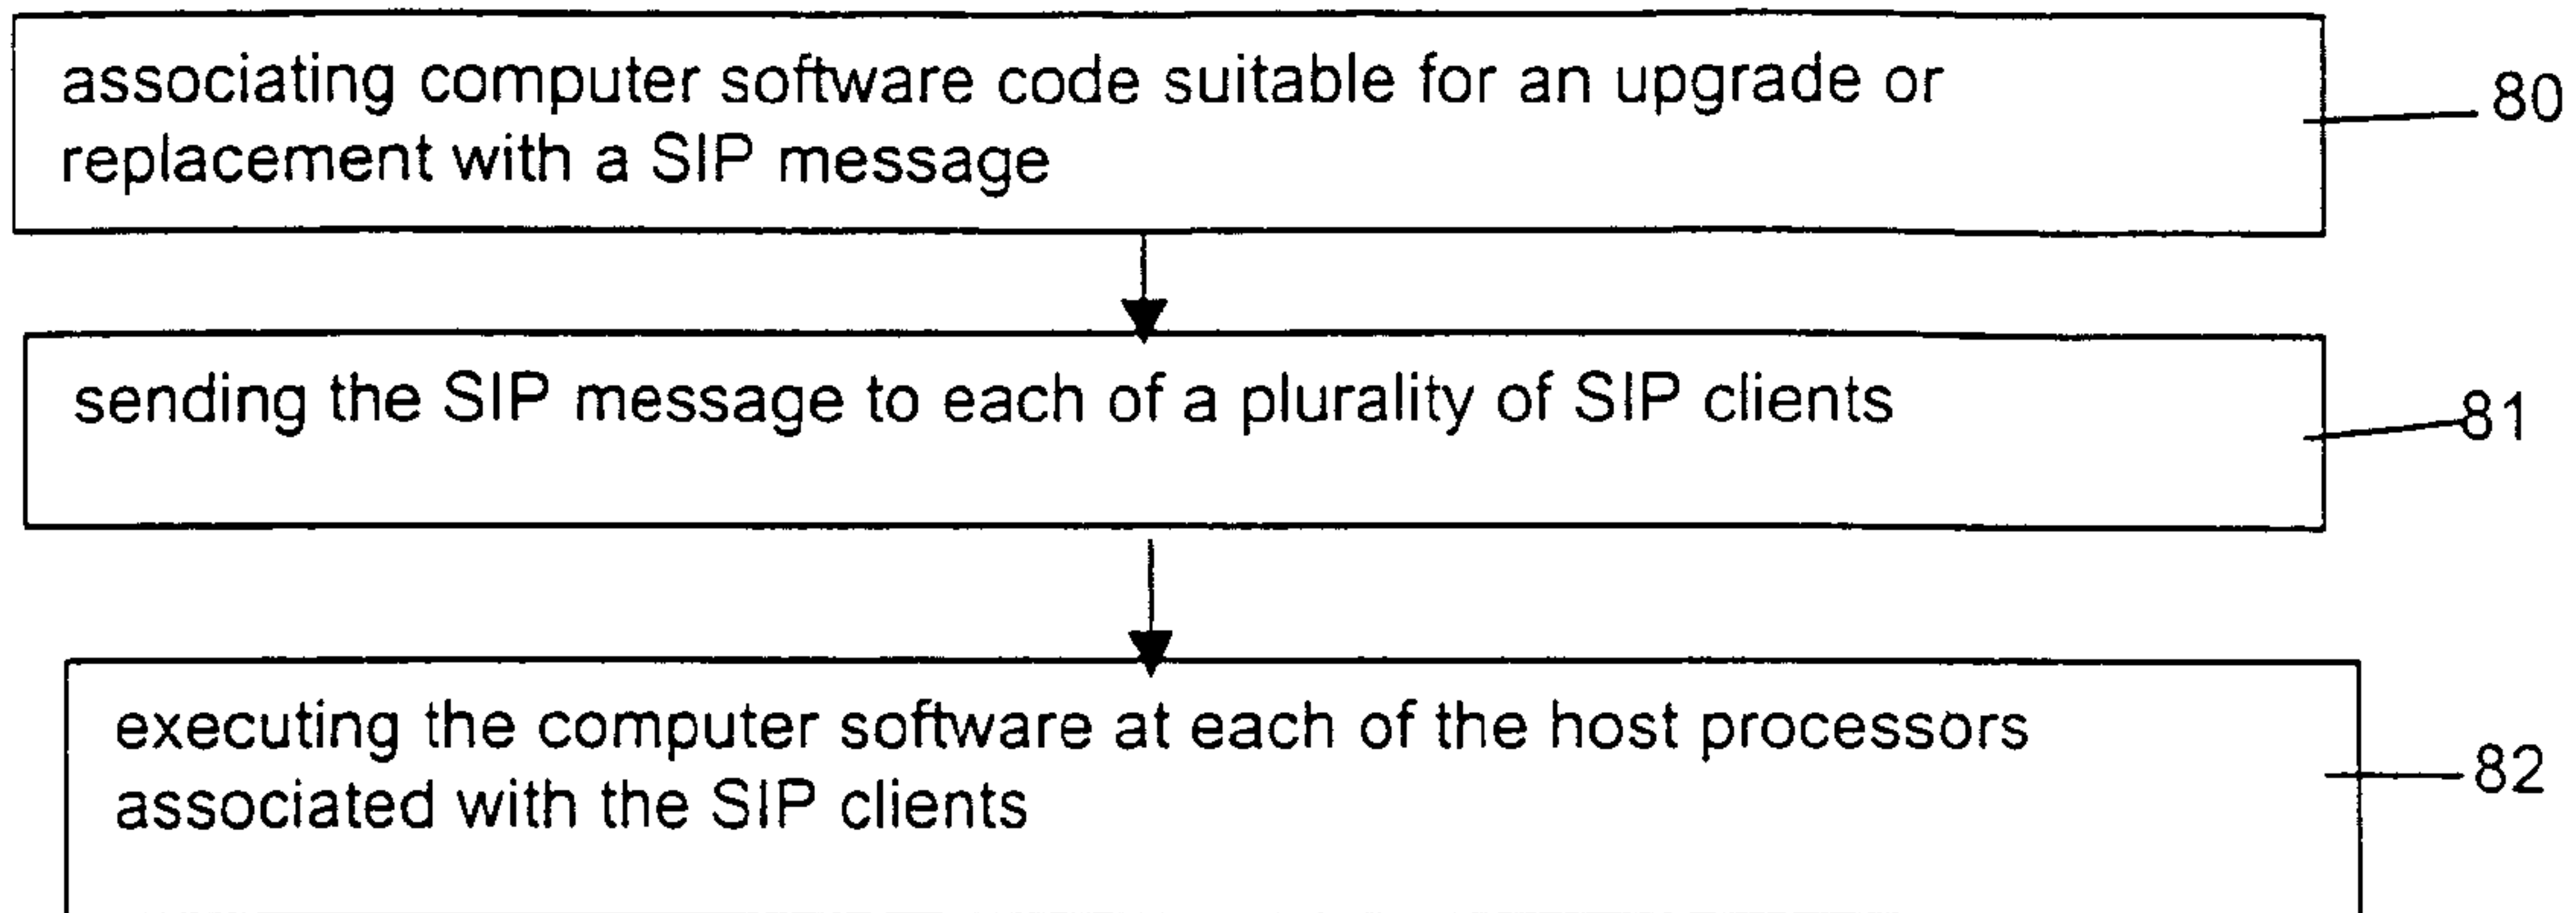 associating computer software code suitable for an upgrade or
replacement with a SIP message
80
sending the SIP message to each of a plurality of SIP clients
81
executing the computer software at each of the host processors
associated with the SIP clients
82